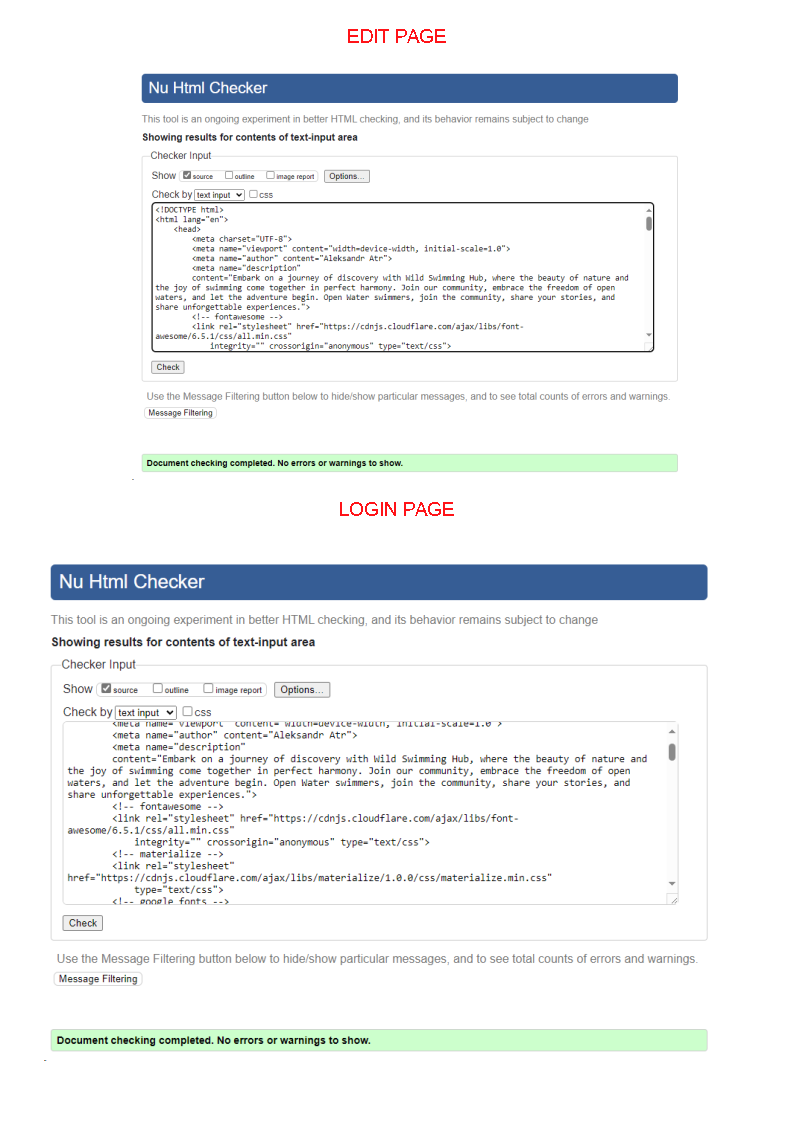 EDIT PAGE
Nu Html Checker
This tool is an ongoing experiment in better HTML checking, and its behavior remains subject to change
Showing results for contents of text-input area
Checker Input
Show source outline image report Options...
Check by text input css
<!DOCTYPE html>
<html lang="en">
<head>
<meta charset="UTF-8">
<meta name="viewport" content="width=device-width, initial-scale=1.0">
<meta name="author" content="Aleksandr Atr">
<meta name="description"
content="Embark on a journey of discovery with Wild Swimming Hub, where the beauty of nature and
the joy of swimming come together in perfect harmony. Join our community, embrace the freedom of open
waters, and let the adventure begin. Open Water swimmers, join the community, share your stories, and
share unforgettable experiences.">
<!-- fontawesome -->
<link rel="stylesheet" href="https://cdnjs.cloudflare.com/ajax/libs/font-
awesome/6.5.1/css/all.min.css"
integrity="" crossorigin="anonymous" type="text/css">
Check
Use the Message Filtering button below to hide/show particular messages, and to see total counts of errors and warnings.
Message Filtering
Document checking completed. No errors or warnings to show.
LOGIN PAGE
Nu Html Checker
This tool is an ongoing experiment in better HTML checking, and its behavior remains subject to change
Showing results for contents of text-input area
Checker Input
Show source outline image report Options...
Check by text input css
<meta name="viewport" content="width=device-width, initial-scale=1.0">
<meta name="author" content="Aleksandr Atr">
<meta name="description"
content="Embark on a journey of discovery with Wild Swimming Hub, where the beauty of nature and
the joy of swimming come together in perfect harmony. Join our community, embrace the freedom of open
waters, and let the adventure begin. Open Water swimmers, join the community, share your stories, and
share unforgettable experiences.">
<!-- fontawesome -->
<link rel="stylesheet" href="https://cdnjs.cloudflare.com/ajax/libs/font-
awesome/6.5.1/css/all.min.css"
integrity="" crossorigin="anonymous" type="text/css">
<!-- materialize -->
<link rel="stylesheet"
href="https://cdnjs.cloudflare.com/ajax/libs/materialize/1.0.0/css/materialize.min.css"
type="text/css">
<!-- google fonts -->
Check
Use the Message Filtering button below to hide/show particular messages, and to see total counts of errors and warnings.
Message Filtering
Document checking completed. No errors or warnings to show.